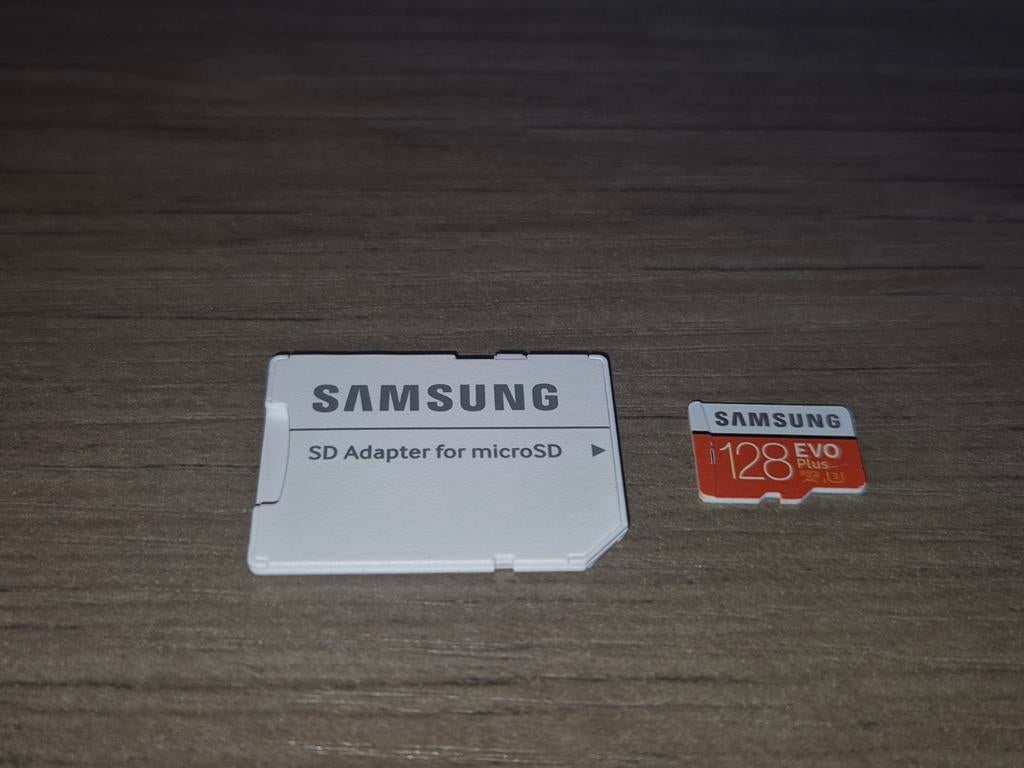 SAMSUNG
SD Adapter for microSD ▶
SAMSUNG
128 EVO
Plus